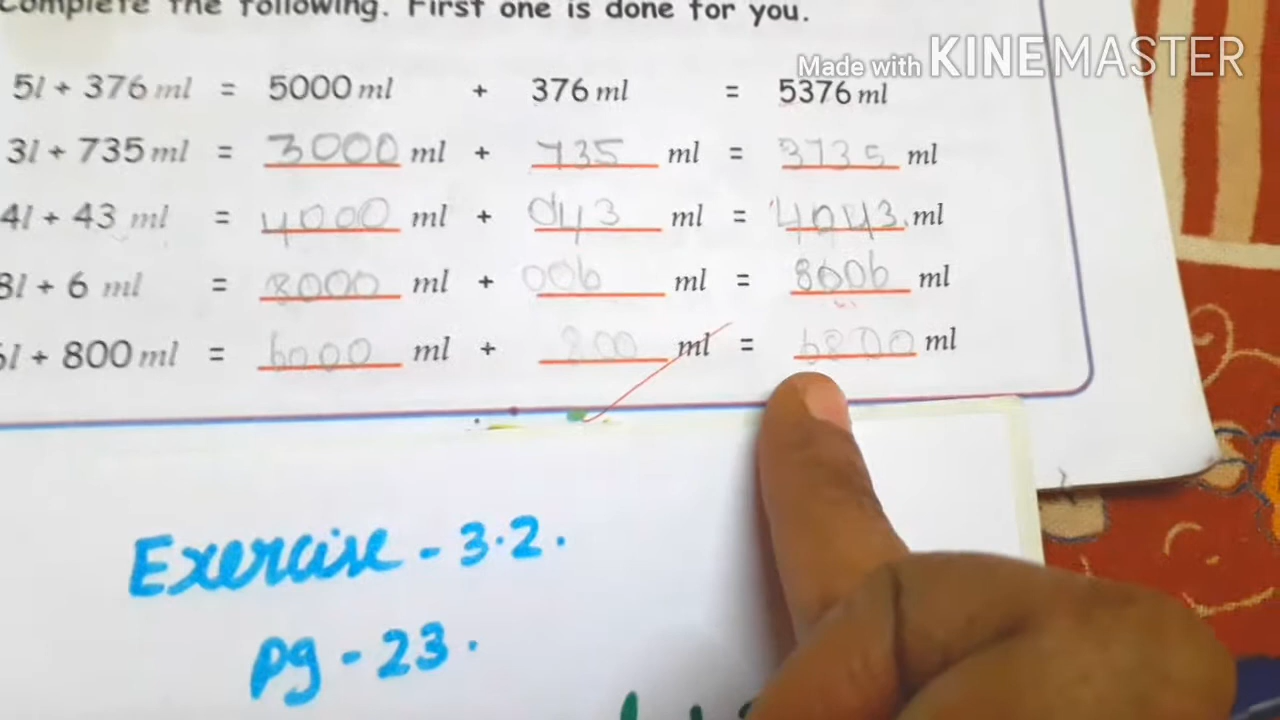 Complete the following. First one is done for you.
Made with KINEMASTER
5l + 376 ml = 5000 ml + 376 ml = 5376 ml
3l + 735 ml = 3000 ml + 735 ml = 3735 ml
4l + 43 ml = 4000 ml + 043 ml = 4043 ml
8l + 6 ml = 8000 ml + 006 ml = 8006 ml
6l + 800 ml = 6000 ml + 800 ml = 6800 ml
Exercise - 3.2.
pg - 23.